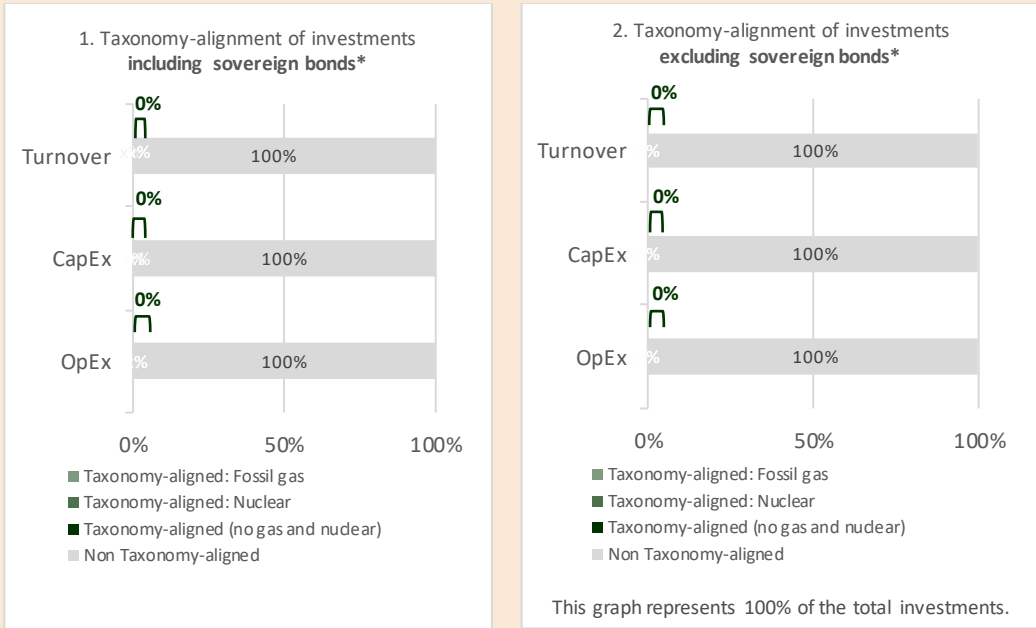 1. Taxonomy-alignment of investments
including sovereign bonds*
0%
Turnover
100%
0%
CapEx
100%
0%
OpEx
100%
0% 50% 100%
Taxonomy-aligned: Fossil gas
Taxonomy-aligned: Nuclear
Taxonomy-aligned (no gas and nuclear)
Non Taxonomy-aligned
2. Taxonomy-alignment of investments
excluding sovereign bonds*
0%
Turnover
100%
0%
CapEx
100%
0%
OpEx
100%
0% 50% 100%
Taxonomy-aligned: Fossil gas
Taxonomy-aligned: Nuclear
Taxonomy-aligned (no gas and nuclear)
Non Taxonomy-aligned
This graph represents 100% of the total investments.